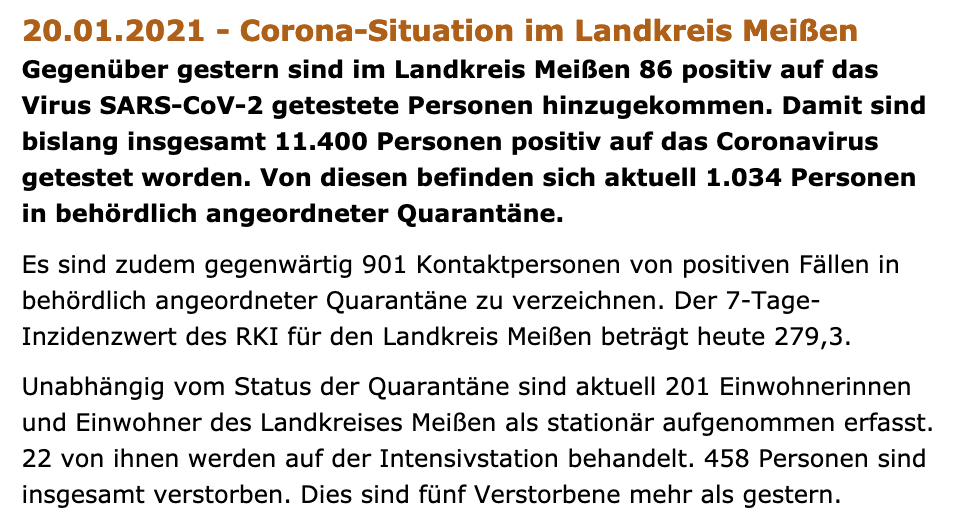 20.01.2021 - Corona-Situation im Landkreis Meißen
Gegenüber gestern sind im Landkreis Meißen 86 positiv auf das
Virus SARS-CoV-2 getestete Personen hinzugekommen. Damit sind
bislang insgesamt 11.400 Personen positiv auf das Coronavirus
getestet worden. Von diesen befinden sich aktuell 1.034 Personen
in behördlich angeordneter Quarantäne.
Es sind zudem gegenwärtig 901 Kontaktpersonen von positiven Fällen in
behördlich angeordneter Quarantäne zu verzeichnen. Der 7-Tage-
Inzidenzwert des RKI für den Landkreis Meißen beträgt heute 279,3.
Unabhängig vom Status der Quarantäne sind aktuell 201 Einwohnerinnen
und Einwohner des Landkreises Meißen als stationär aufgenommen erfasst.
22 von ihnen werden auf der Intensivstation behandelt. 458 Personen sind
insgesamt verstorben. Dies sind fünf Verstorbene mehr als gestern.